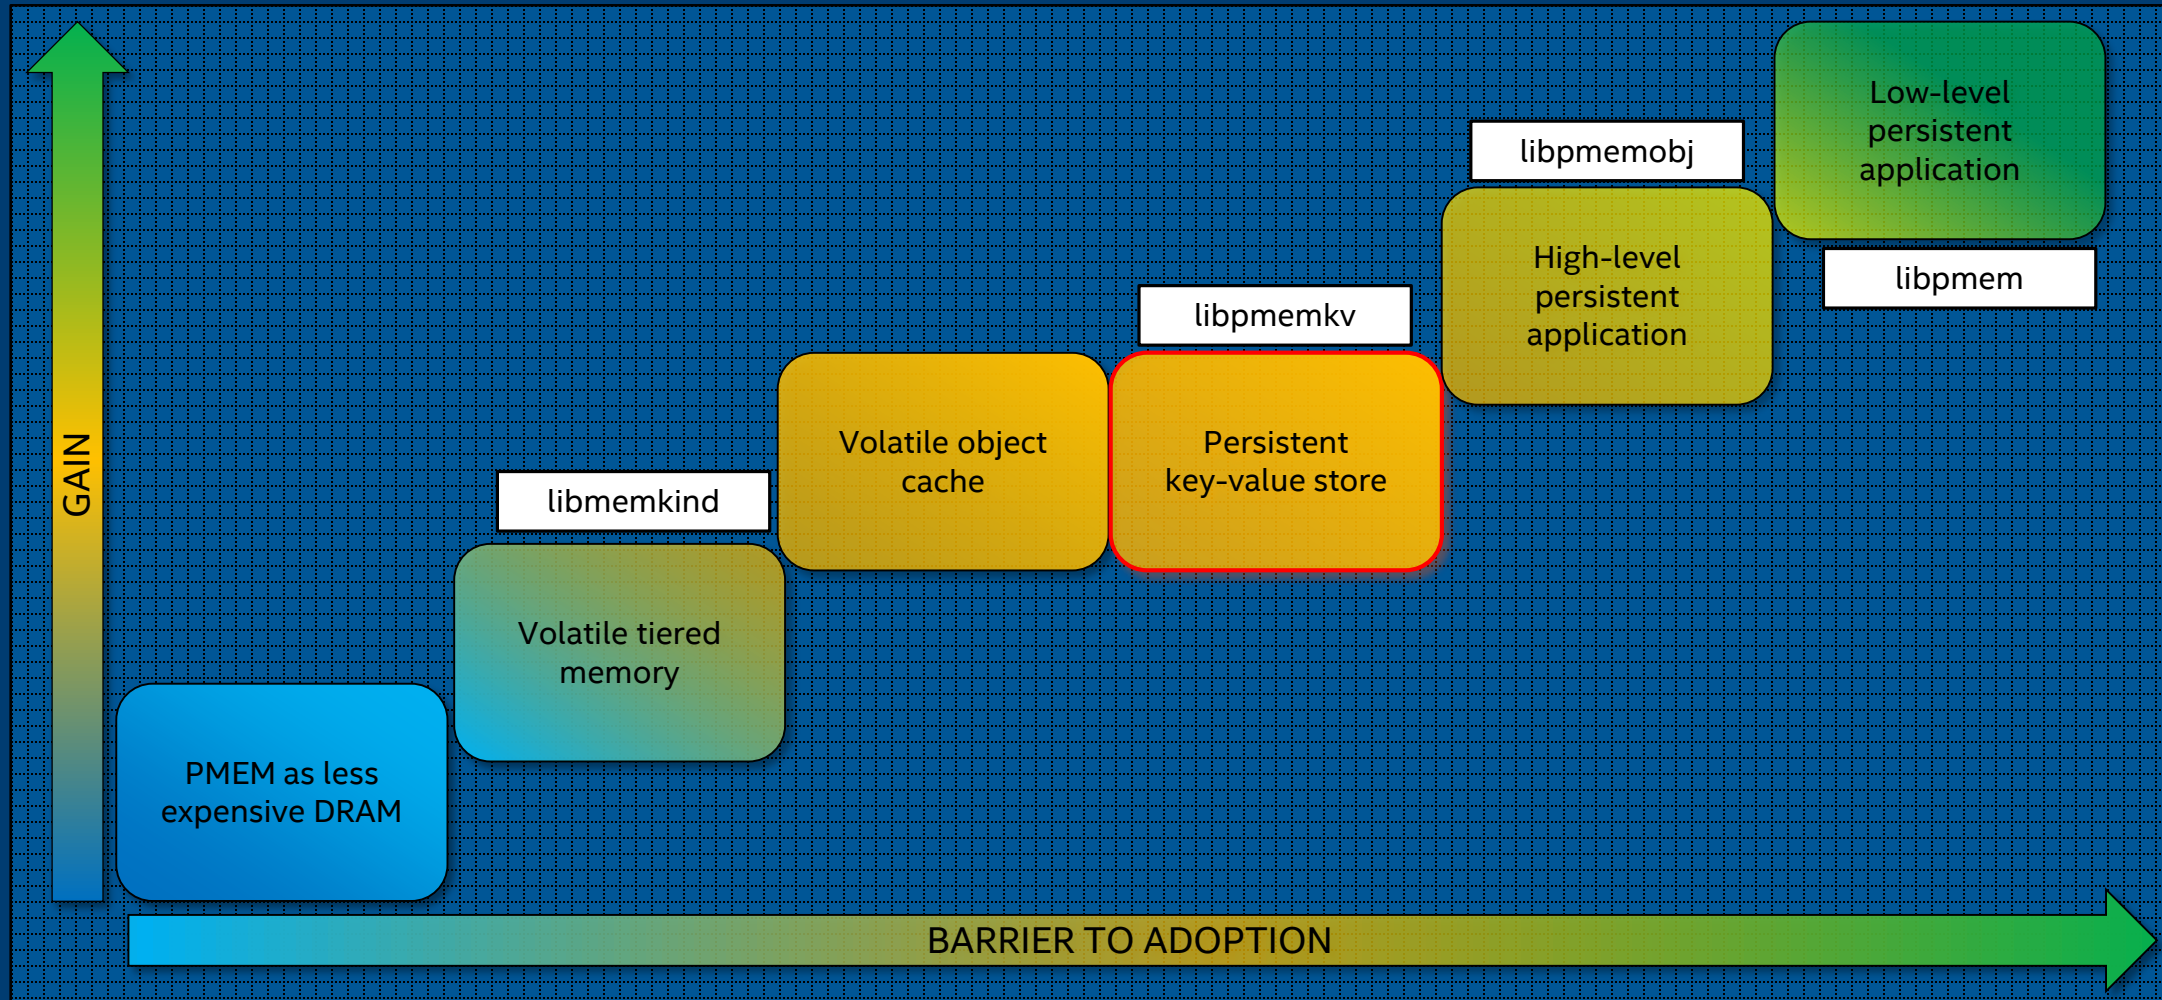 GAIN
PMEM as less
expensive DRAM
libmemkind
Volatile tiered
memory
Volatile object
cache
libpmemkv
Persistent
key-value store
libpmemobj
High-level
persistent
application
Low-level
persistent
application
libpmem
BARRIER TO ADOPTION